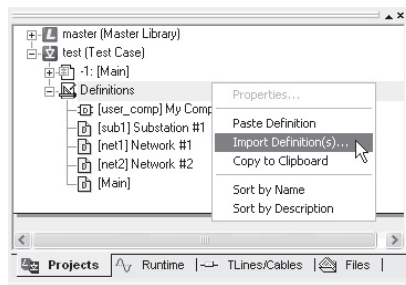 master (Master Library)
test (Test Case)
-1: [Main]
Definitions
[user_comp] My Comp
[sub1] Substation #1
[net1] Network #1
[net2] Network #2
[Main]
Properties...
Paste Definition
Import Definition(s)...
Copy to Clipboard
Sort by Name
Sort by Description
Projects Runtime TLines/Cables Files